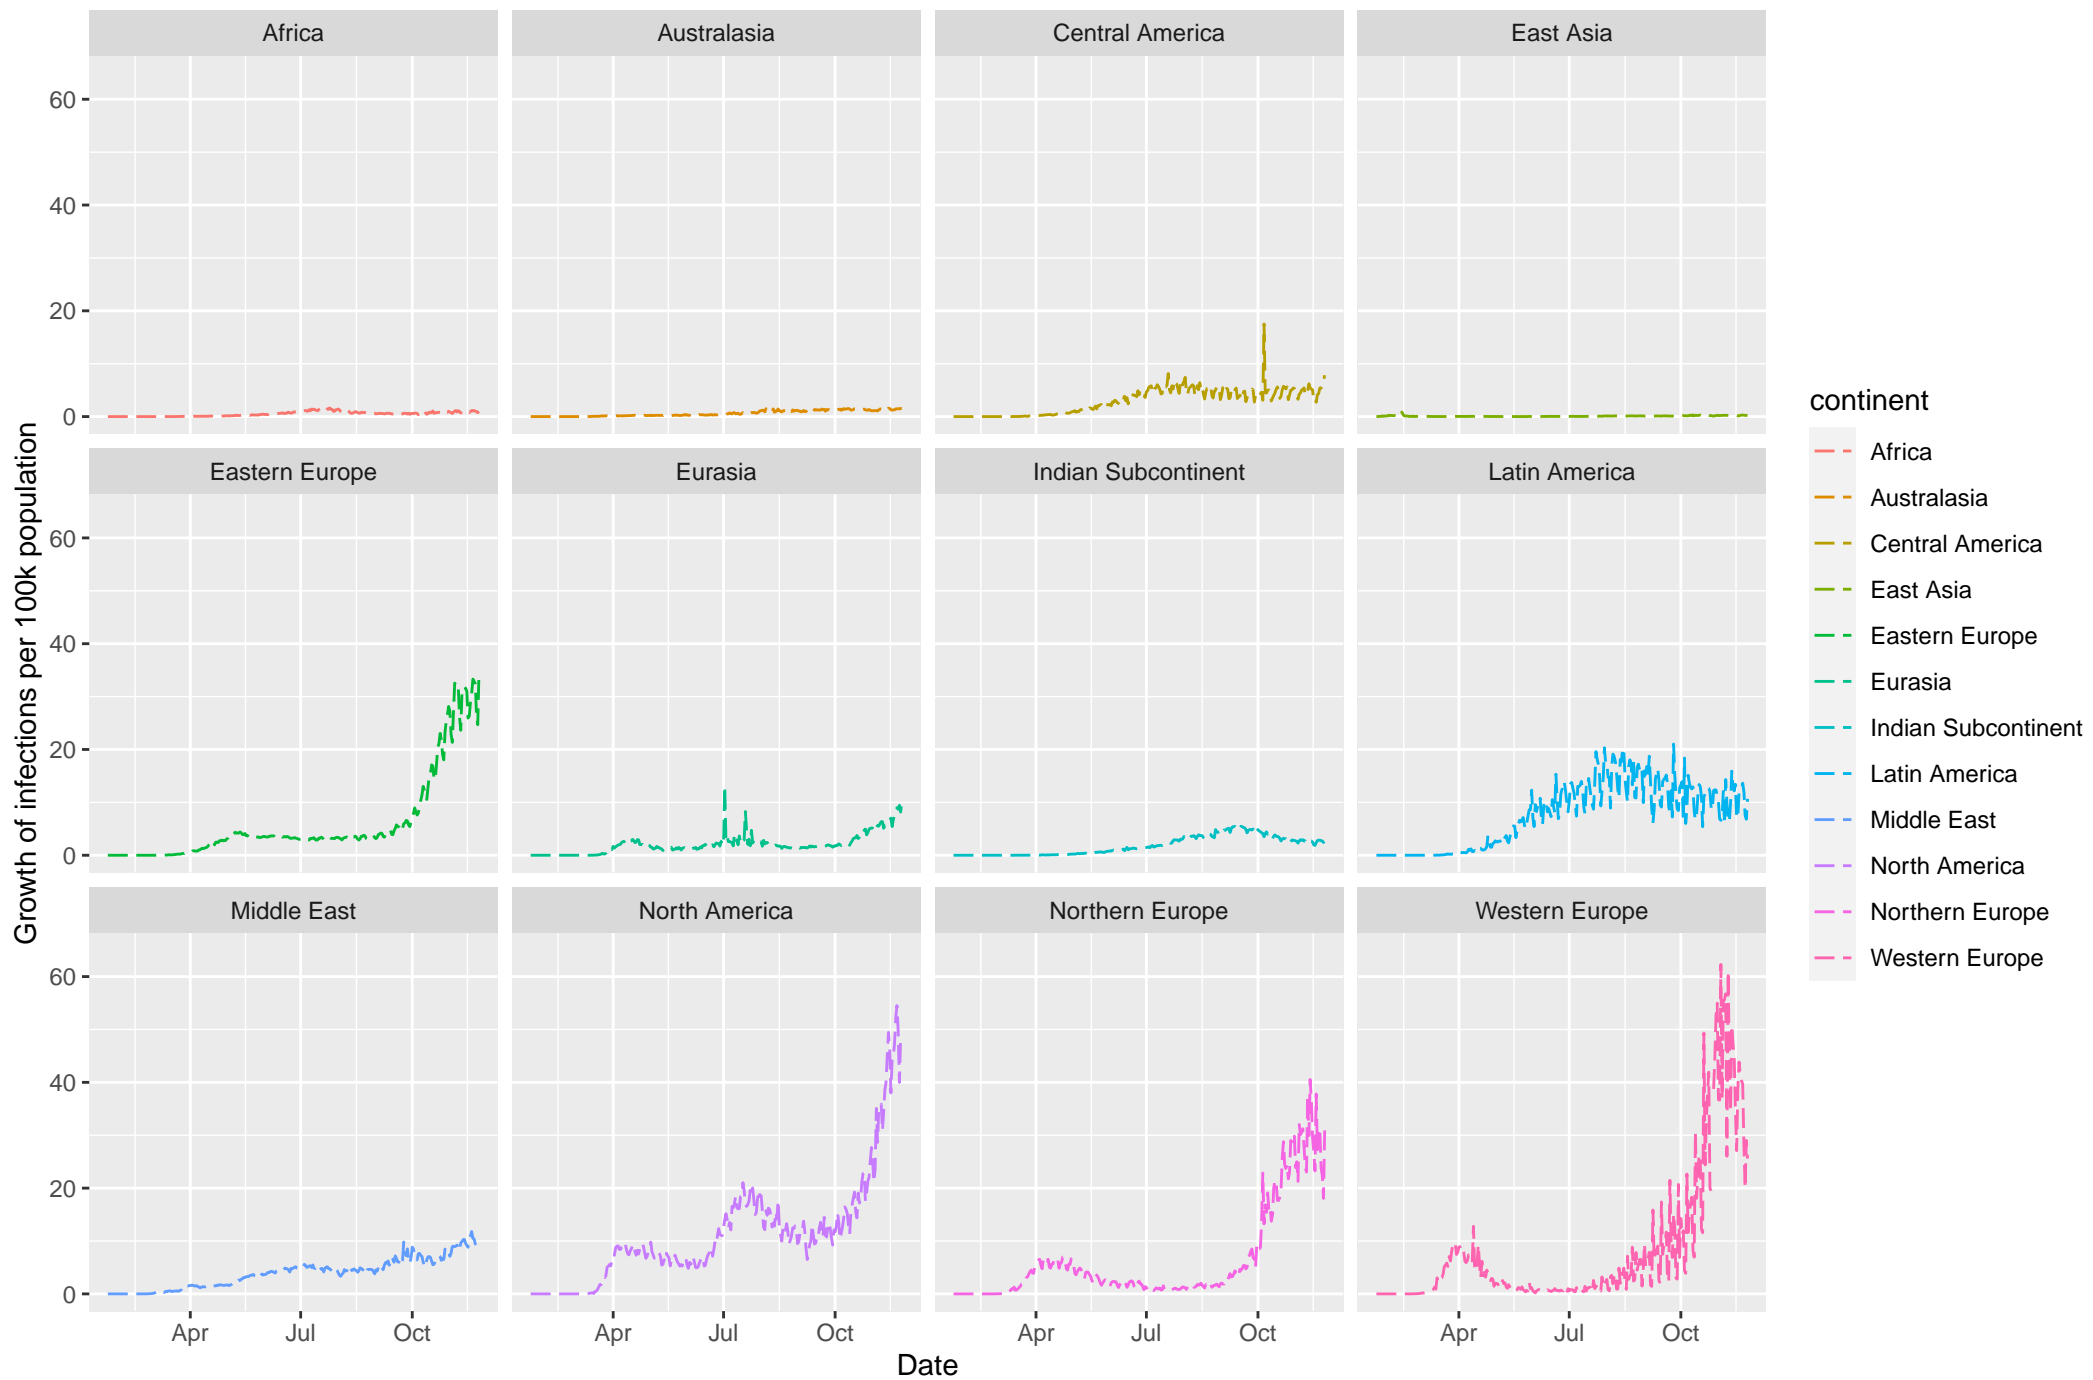 Africa
Australasia
Central America
East Asia
60
40
20
0
Eastern Europe
Eurasia
Indian Subcontinent
Latin America
60
40
20
0
Middle East
North America
Northern Europe
Western Europe
60
40
20
0
Apr Jul Oct
Apr Jul Oct
Apr Jul Oct
Apr Jul Oct
Date
Growth of infections per 100k population
continent
Africa
Australasia
Central America
East Asia
Eastern Europe
Eurasia
Indian Subcontinent
Latin America
Middle East
North America
Northern Europe
Western Europe